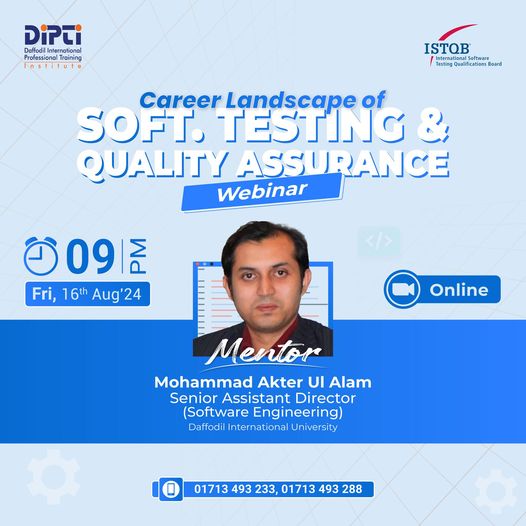 DIPTI
Daffodil International
Professional Training
Institute
ISTQB®
International Software
Testing Qualifications Board
Career Landscape of
SOFT. TESTING &
QUALITY ASSURANCE
Webinar
09 PM
Fri, 16th Aug'24
</>
Online
Mentor
Mohammad Akter Ul Alam
Senior Assistant Director
(Software Engineering)
Daffodil International University
01713 493 233, 01713 493 288